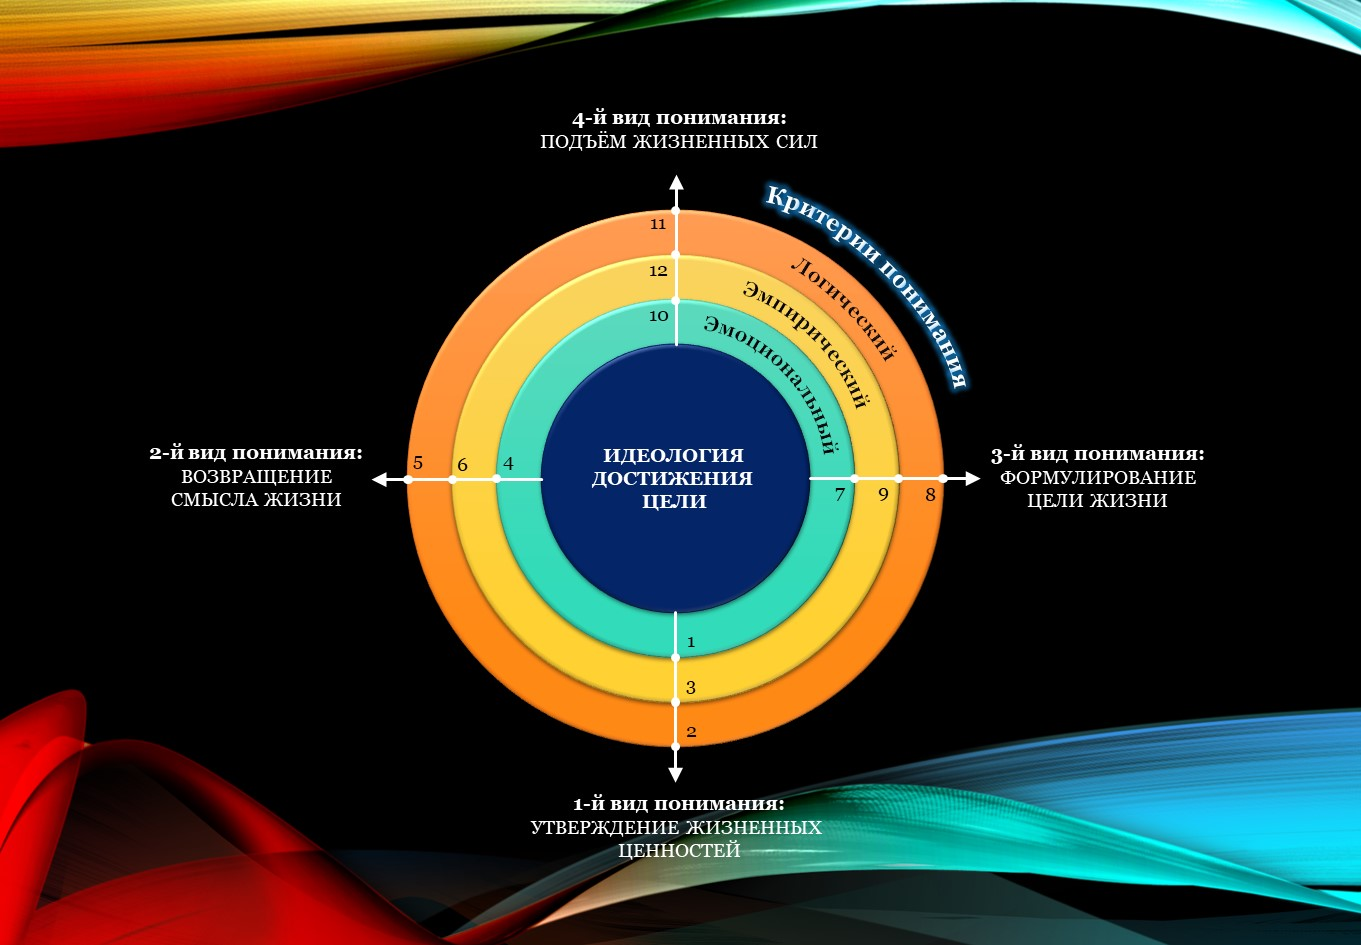 4-й вид понимания:
ПОДЪЁМ ЖИЗНЕННЫХ СИЛ
Критерии понимания
11
Логический
12
Эмпирический
10
Эмоциональный
2-й вид понимания:
ВОЗВРАЩЕНИЕ
СМЫСЛА ЖИЗНИ
5
6
4
ИДЕОЛОГИЯ
ДОСТИЖЕНИЯ
ЦЕЛИ
7
9
8
3-й вид понимания:
ФОРМУЛИРОВАНИЕ
ЦЕЛИ ЖИЗНИ
1
3
2
1-й вид понимания:
УТВЕРЖДЕНИЕ ЖИЗНЕННЫХ
ЦЕННОСТЕЙ